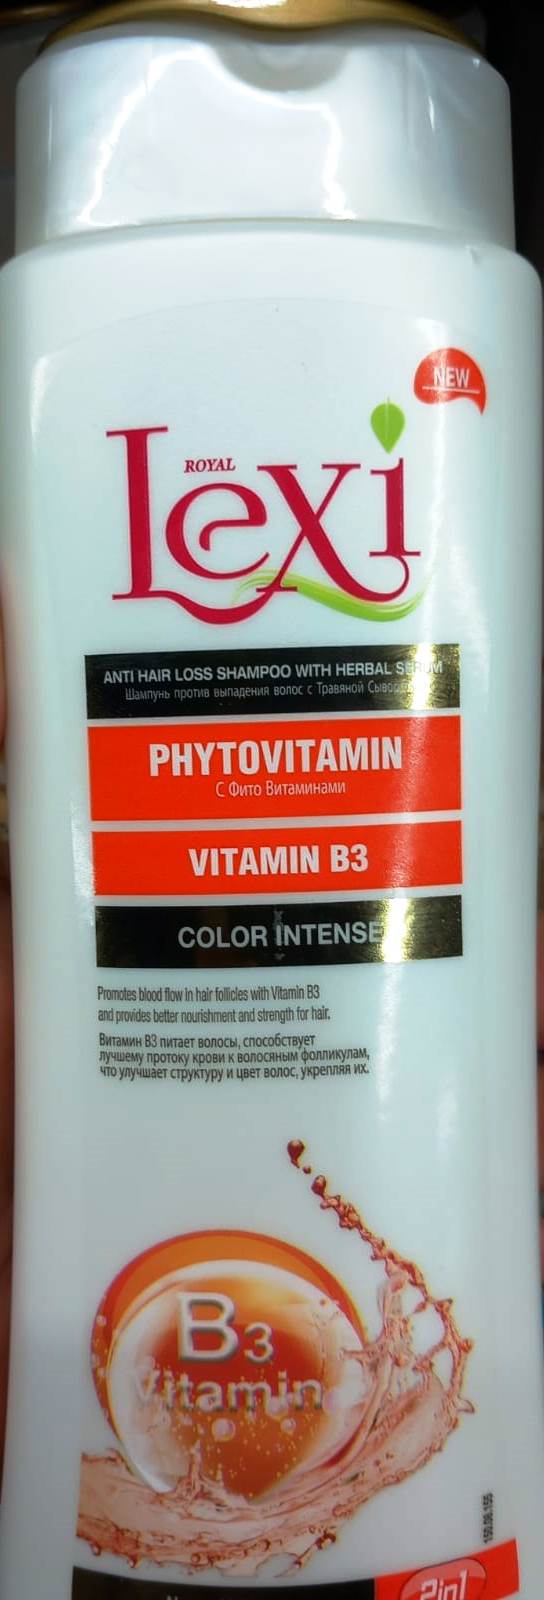 NEW
ROYAL
Lexi
ANTI HAIR LOSS SHAMPOO WITH HERBAL SERUM
Шампунь против выпадения волос с Травяной
PHYTOVITAMIN
С Фито Витаминами
VITAMIN B3
COLOR INTENSE
Promotes blood flow in hair follicles with Vitamin B3
and provides better nourishment and strength for hair.
Витамин B3 питает волосы, способствует
лучшему протоку крови к волосяным фолликулам,
что улучшает структуру и цвет волос, укрепляя их.
B3
Vitamin
150.08.155
2in1